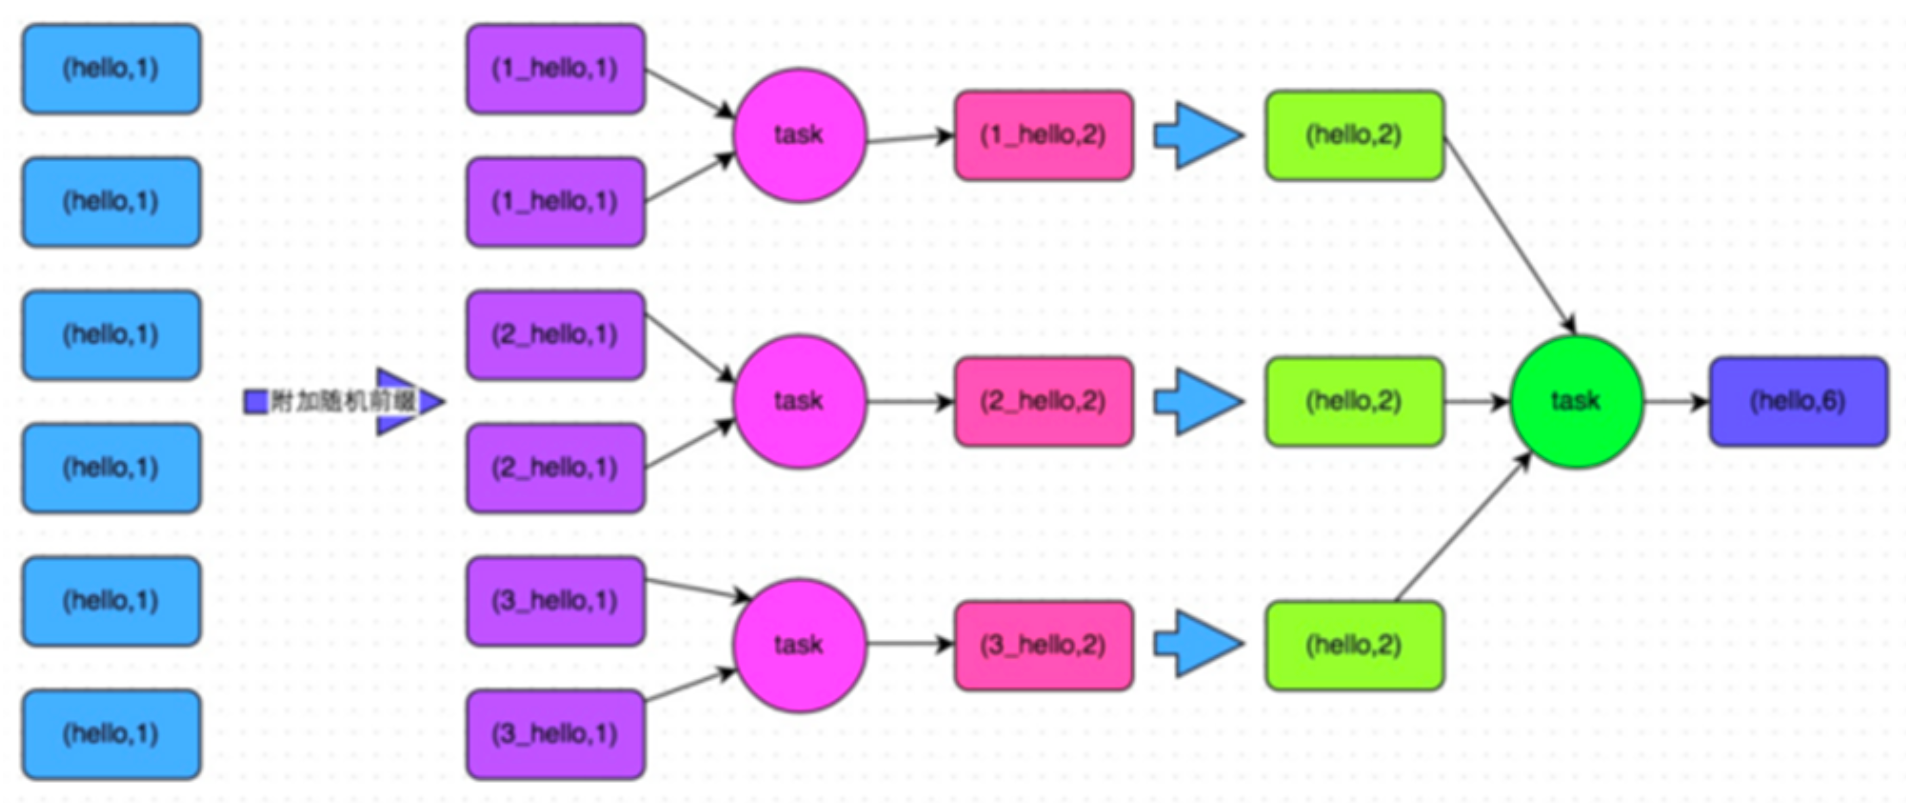 (hello,1)
(hello,1)
(hello,1)
(hello,1)
(hello,1)
(hello,1)
附加随机前缀
(1_hello,1)
(1_hello,1)
(2_hello,1)
(2_hello,1)
(3_hello,1)
(3_hello,1)
task
task
task
(1_hello,2)
(2_hello,2)
(3_hello,2)
(hello,2)
(hello,2)
(hello,2)
task
(hello,6)